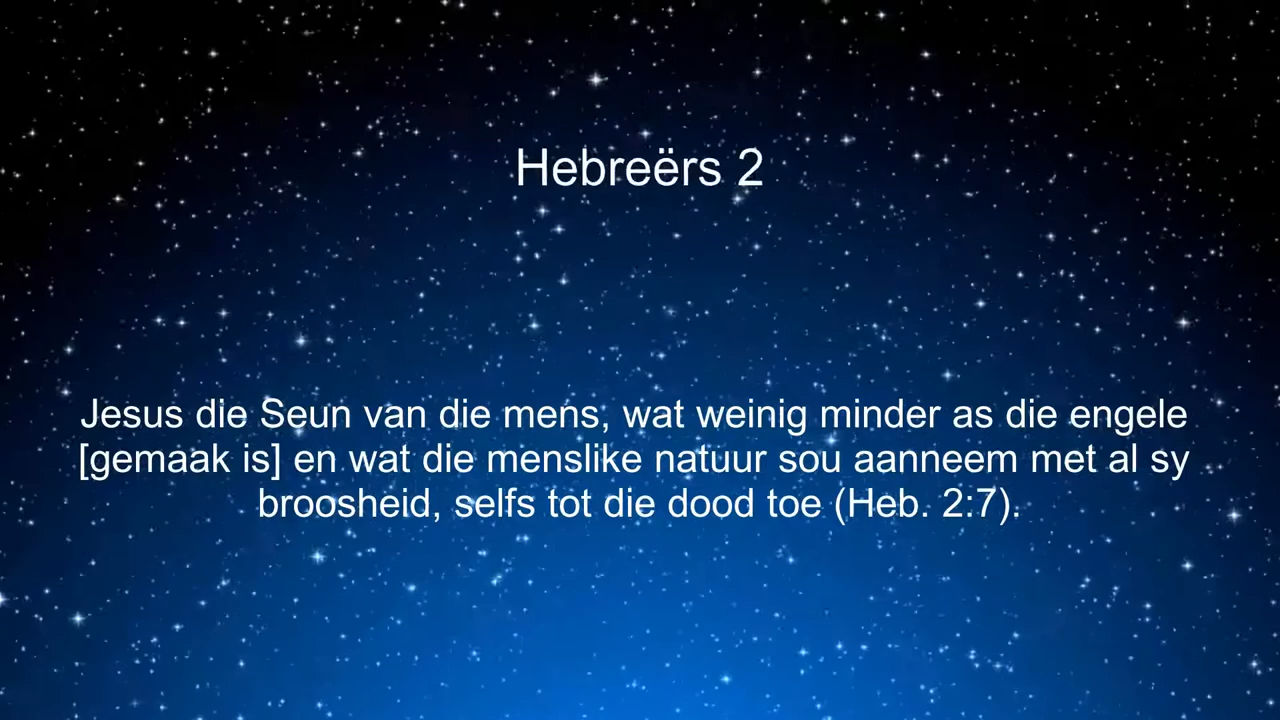 Hebreërs 2
Jesus die Seun van die mens, wat weinig minder as die engele
[gemaak is] en wat die menslike natuur sou aanneem met al sy
broosheid, selfs tot die dood toe (Heb. 2:7).